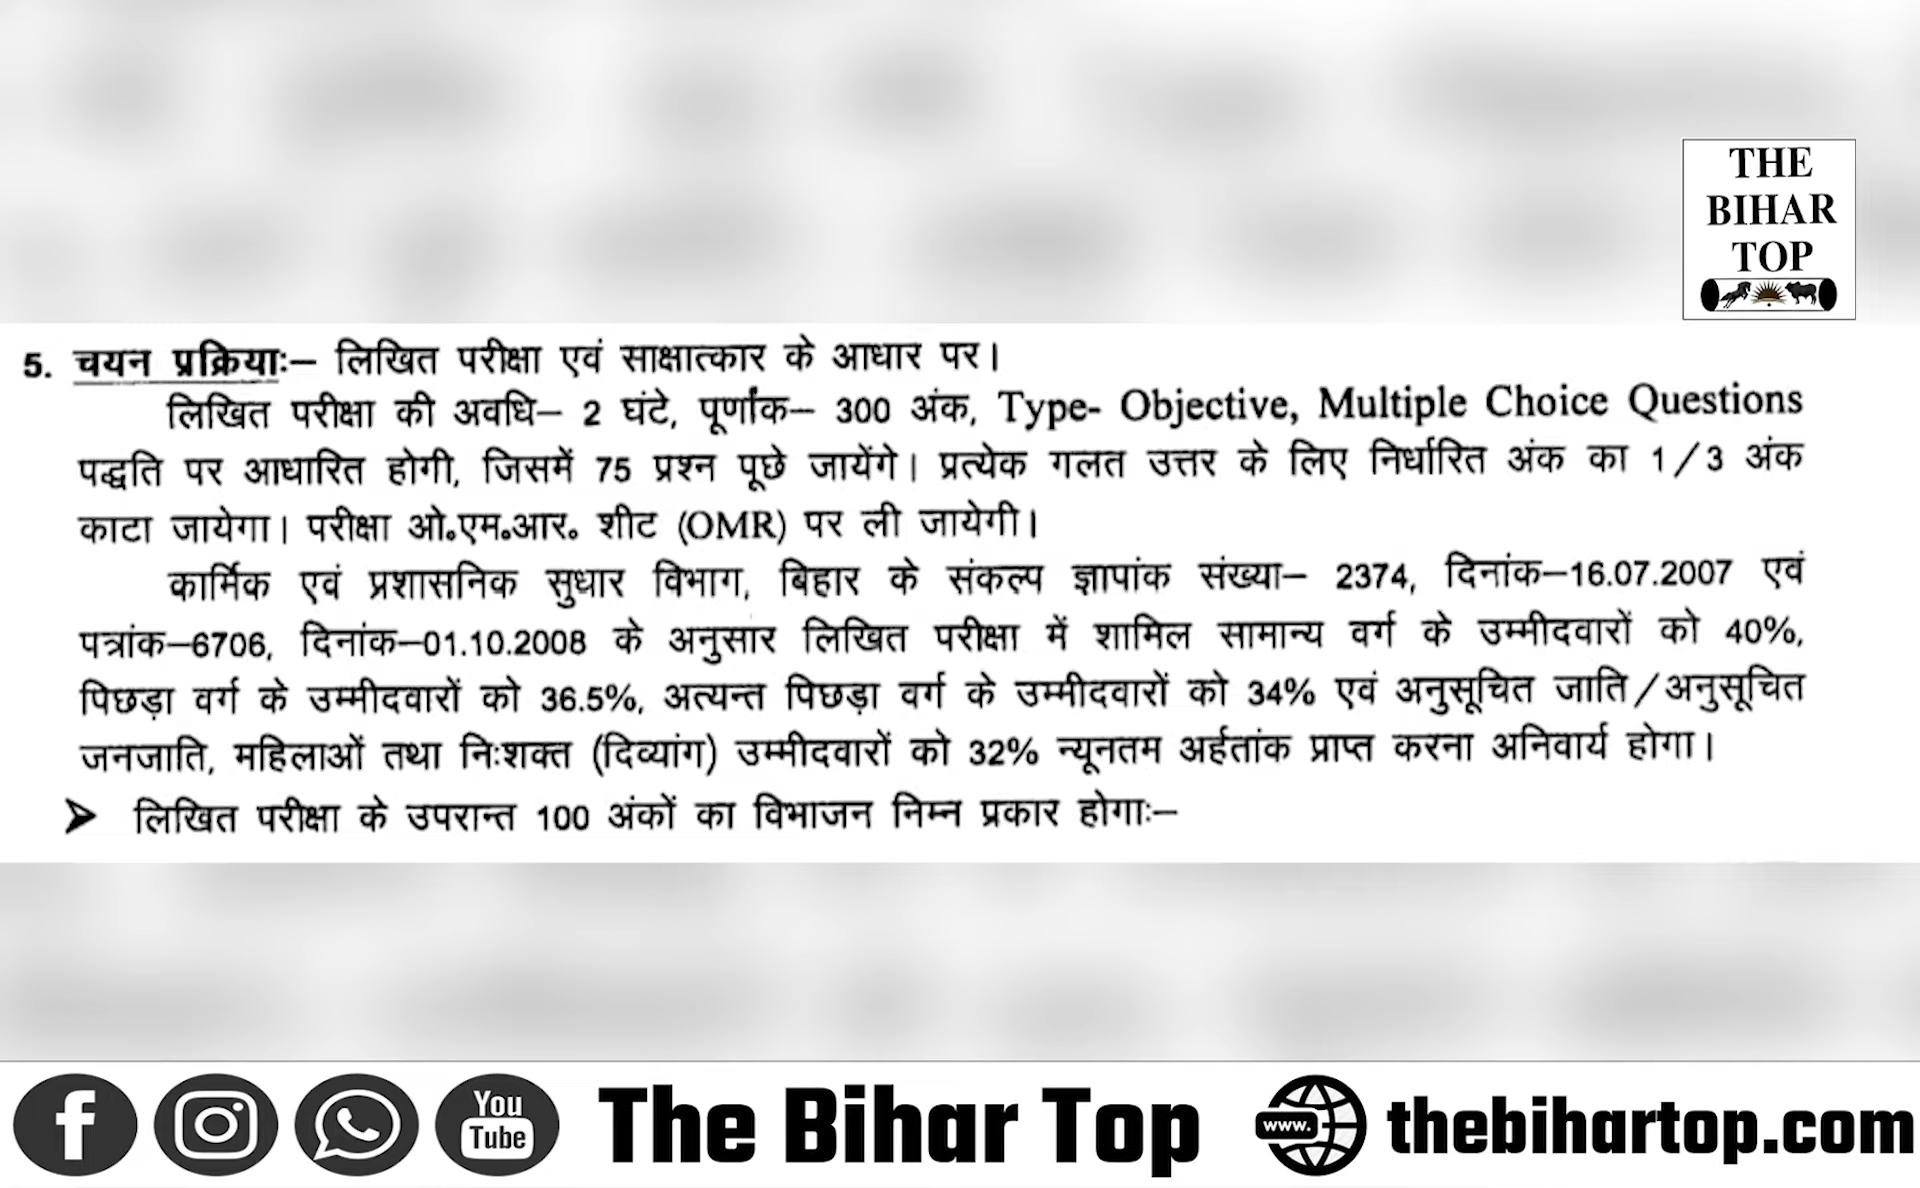 THE
BIHAR
TOP
5. चयन प्रक्रियाः– लिखित परीक्षा एवं साक्षात्कार के आधार पर।
लिखित परीक्षा की अवधि– 2 घंटे, पूर्णांक– 300 अंक, Type- Objective, Multiple Choice Questions
पद्धति पर आधारित होगी, जिसमें 75 प्रश्न पूछे जायेंगे। प्रत्येक गलत उत्तर के लिए निर्धारित अंक का 1/3 अंक
काटा जायेगा। परीक्षा ओ॰एम॰आर॰ शीट (OMR) पर ली जायेगी।
कार्मिक एवं प्रशासनिक सुधार विभाग, बिहार के संकल्प ज्ञापांक संख्या– 2374, दिनांक–16.07.2007 एवं
पत्रांक–6706, दिनांक–01.10.2008 के अनुसार लिखित परीक्षा में शामिल सामान्य वर्ग के उम्मीदवारों को 40%,
पिछड़ा वर्ग के उम्मीदवारों को 36.5%, अत्यन्त पिछड़ा वर्ग के उम्मीदवारों को 34% एवं अनुसूचित जाति/अनुसूचित
जनजाति, महिलाओं तथा निःशक्त (दिव्यांग) उम्मीदवारों को 32% न्यूनतम अर्हतांक प्राप्त करना अनिवार्य होगा।
➤ लिखित परीक्षा के उपरान्त 100 अंकों का विभाजन निम्न प्रकार होगाः–
You
Tube
The Bihar Top
www.
thebihartop.com